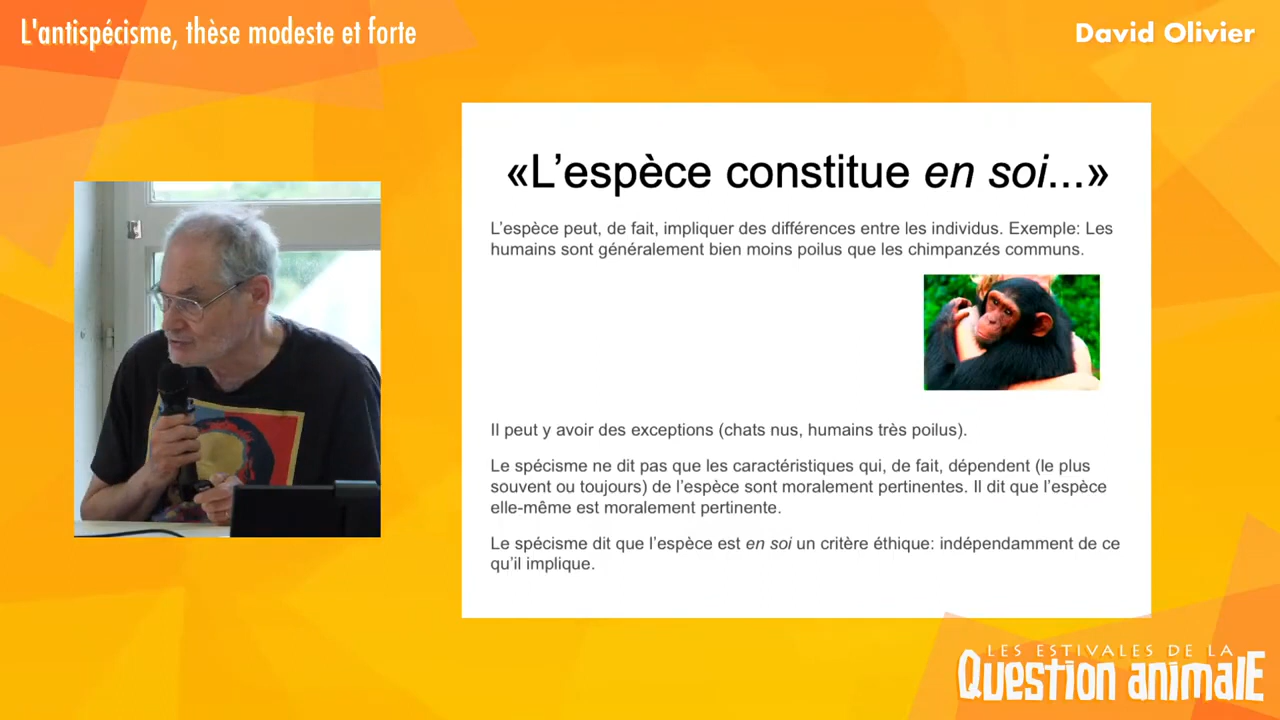 L'antispécisme, thèse modeste et forte
David Olivier
«L’espèce constitue en soi...»
L’espèce peut, de fait, impliquer des différences entre les individus. Exemple: Les
humains sont généralement bien moins poilus que les chimpanzés communs.
Il peut y avoir des exceptions (chats nus, humains très poilus).
Le spécisme ne dit pas que les caractéristiques qui, de fait, dépendent (le plus
souvent ou toujours) de l’espèce sont moralement pertinentes. Il dit que l’espèce
elle-même est moralement pertinente.
Le spécisme dit que l’espèce est en soi un critère éthique: indépendamment de ce
qu’il implique.
LES ESTIVALES DE LA
QUESTION ANIMALE